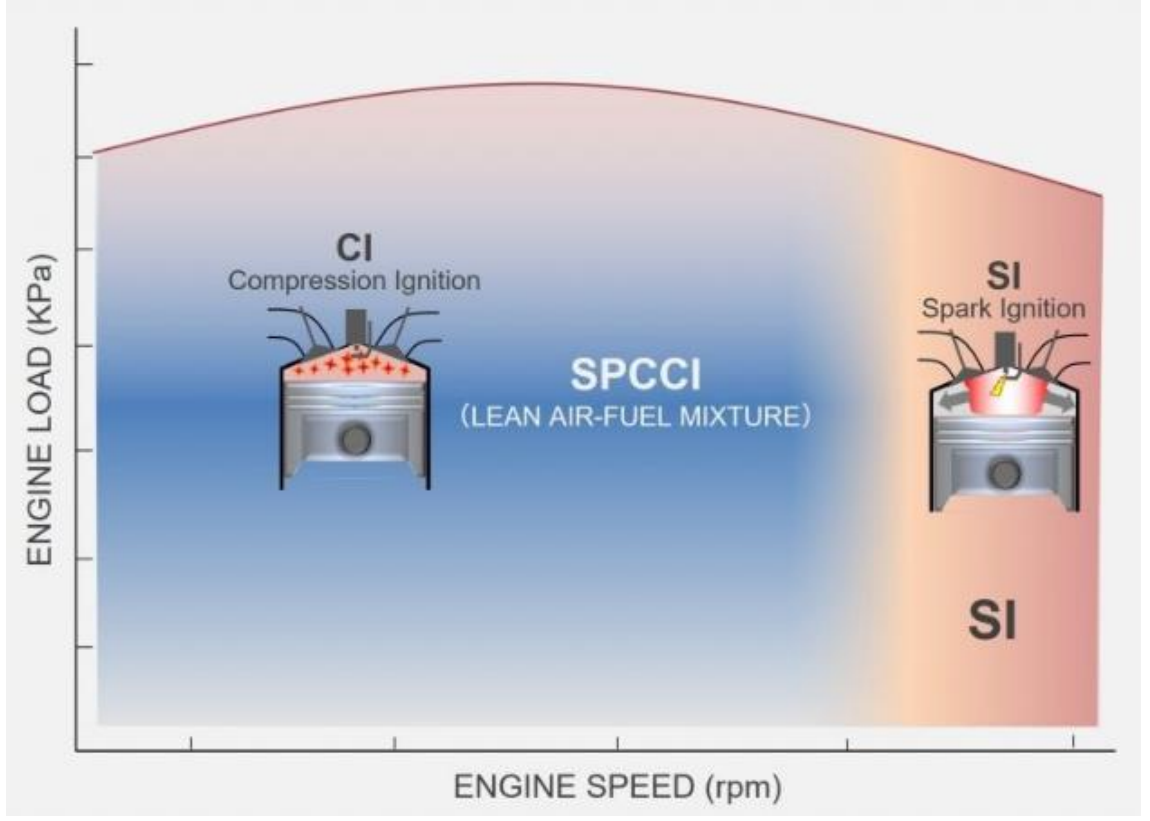 ENGINE LOAD (KPa)
CI
Compression Ignition
SPCCI
(LEAN AIR-FUEL MIXTURE)
SI
Spark Ignition
SI
ENGINE SPEED (rpm)